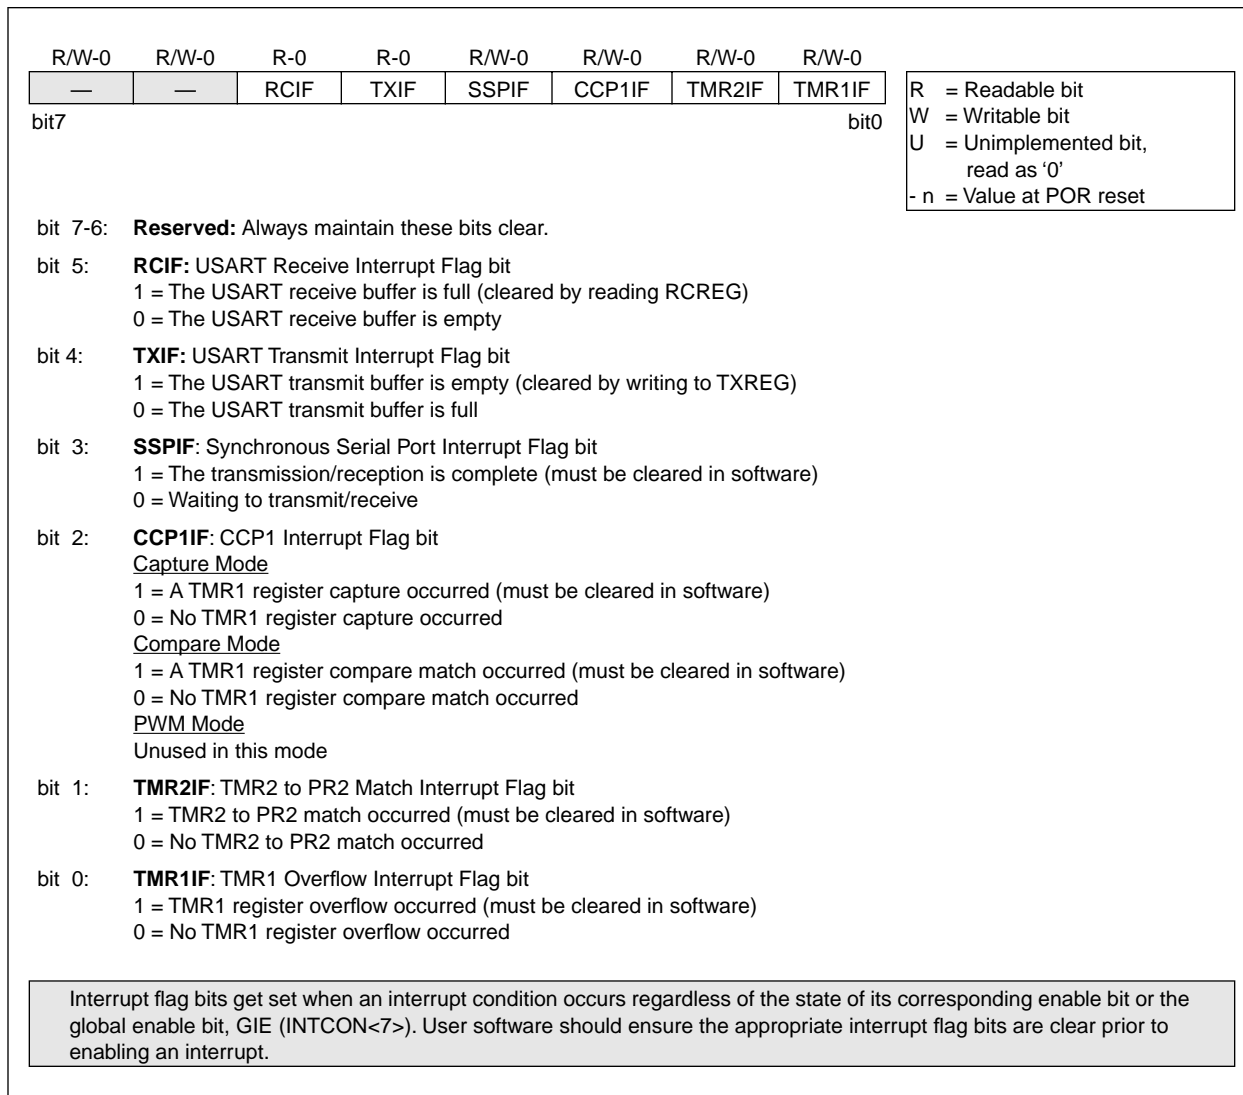 R/W-0 R/W-0 R-0 R-0 R/W-0 R/W-0 R/W-0 R/W-0
— — RCIF TXIF SSPIF CCP1IF TMR2IF TMR1IF
bit7 bit0
R = Readable bit
W = Writable bit
U = Unimplemented bit,
read as ‘0’
- n = Value at POR reset
bit 7-6: Reserved: Always maintain these bits clear.
bit 5: RCIF: USART Receive Interrupt Flag bit
1 = The USART receive buffer is full (cleared by reading RCREG)
0 = The USART receive buffer is empty
bit 4: TXIF: USART Transmit Interrupt Flag bit
1 = The USART transmit buffer is empty (cleared by writing to TXREG)
0 = The USART transmit buffer is full
bit 3: SSPIF: Synchronous Serial Port Interrupt Flag bit
1 = The transmission/reception is complete (must be cleared in software)
0 = Waiting to transmit/receive
bit 2: CCP1IF: CCP1 Interrupt Flag bit
Capture Mode
1 = A TMR1 register capture occurred (must be cleared in software)
0 = No TMR1 register capture occurred
Compare Mode
1 = A TMR1 register compare match occurred (must be cleared in software)
0 = No TMR1 register compare match occurred
PWM Mode
Unused in this mode
bit 1: TMR2IF: TMR2 to PR2 Match Interrupt Flag bit
1 = TMR2 to PR2 match occurred (must be cleared in software)
0 = No TMR2 to PR2 match occurred
bit 0: TMR1IF: TMR1 Overflow Interrupt Flag bit
1 = TMR1 register overflow occurred (must be cleared in software)
0 = No TMR1 register overflow occurred
Interrupt flag bits get set when an interrupt condition occurs regardless of the state of its corresponding enable bit or the
global enable bit, GIE (INTCON<7>). User software should ensure the appropriate interrupt flag bits are clear prior to
enabling an interrupt.